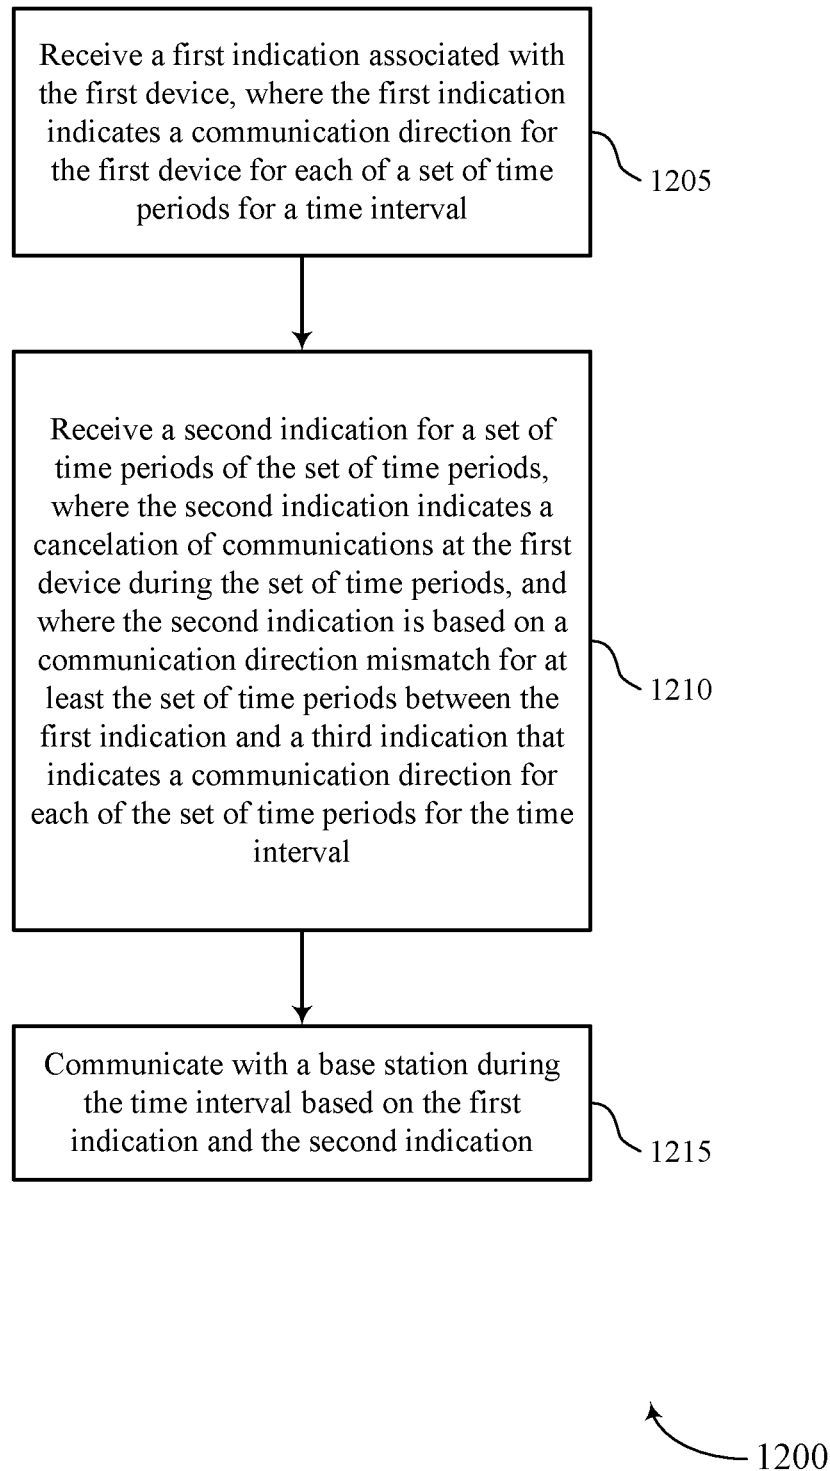 Receive a first indication associated with
the first device, where the first indication
indicates a communication direction for
the first device for each of a set of time
periods for a time interval
1205
Receive a second indication for a set of
time periods of the set of time periods,
where the second indication indicates a
cancelation of communications at the first
device during the set of time periods, and
where the second indication is based on a
communication direction mismatch for at
least the set of time periods between the
first indication and a third indication that
indicates a communication direction for
each of the set of time periods for the time
interval
1210
Communicate with a base station during
the time interval based on the first
indication and the second indication
1215
1200